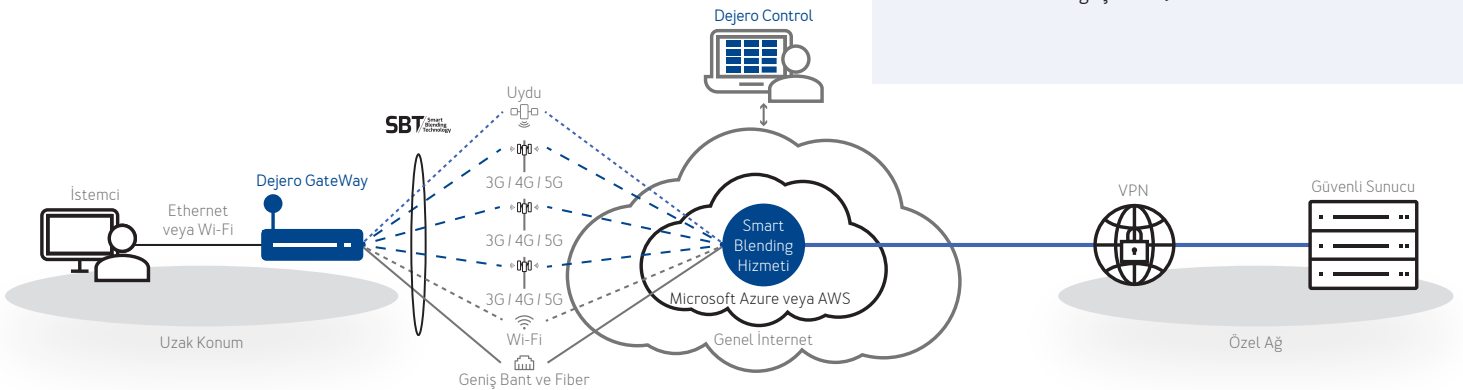 Dejero Control
Uydu
SBT Smart Blending Technology
3G / 4G / 5G
Dejero GateWay
İstemci
Ethernet
veya Wi-Fi
3G / 4G / 5G
3G / 4G / 5G
Wi-Fi
Geniş Bant ve Fiber
Uzak Konum
Smart
Blending
Hizmeti
Microsoft Azure veya AWS
Genel İnternet
VPN
Güvenli Sunucu
Özel Ağ